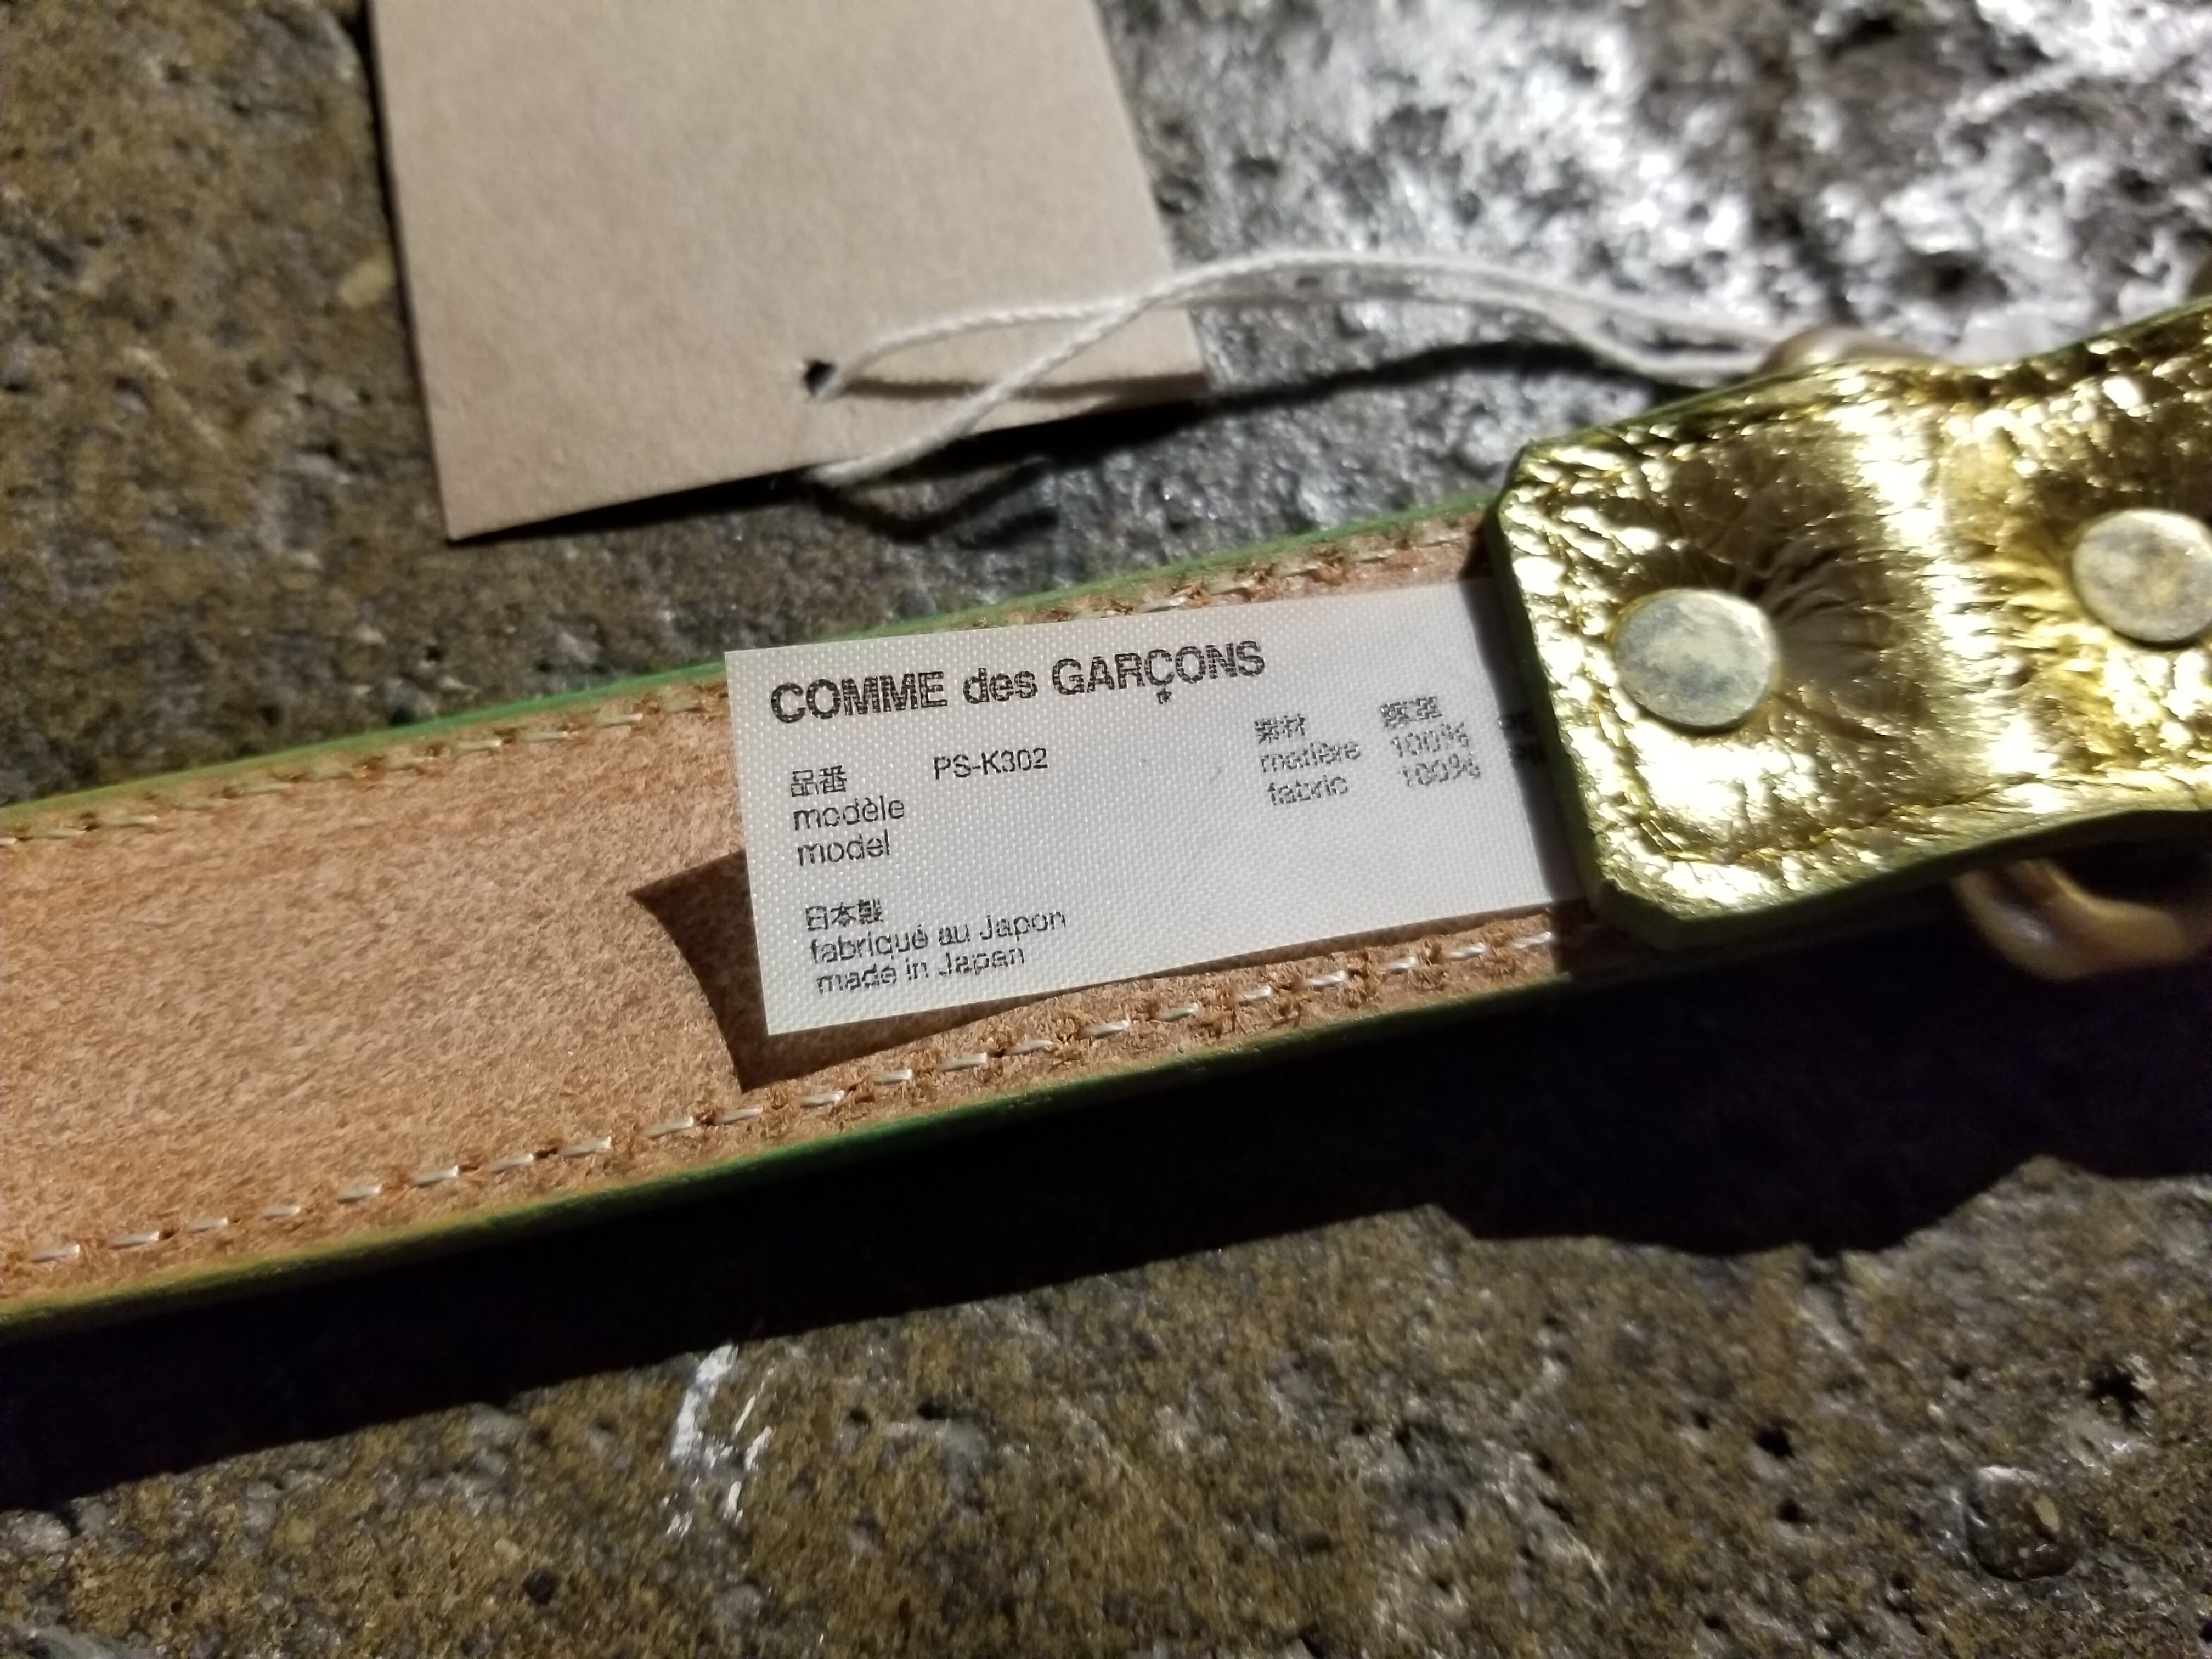 COMME des GARÇONS
品番 PS-K302
modèle
model
素材
matière 100%
fabric 100%
日本製
fabriqué au Japon
made in Japan